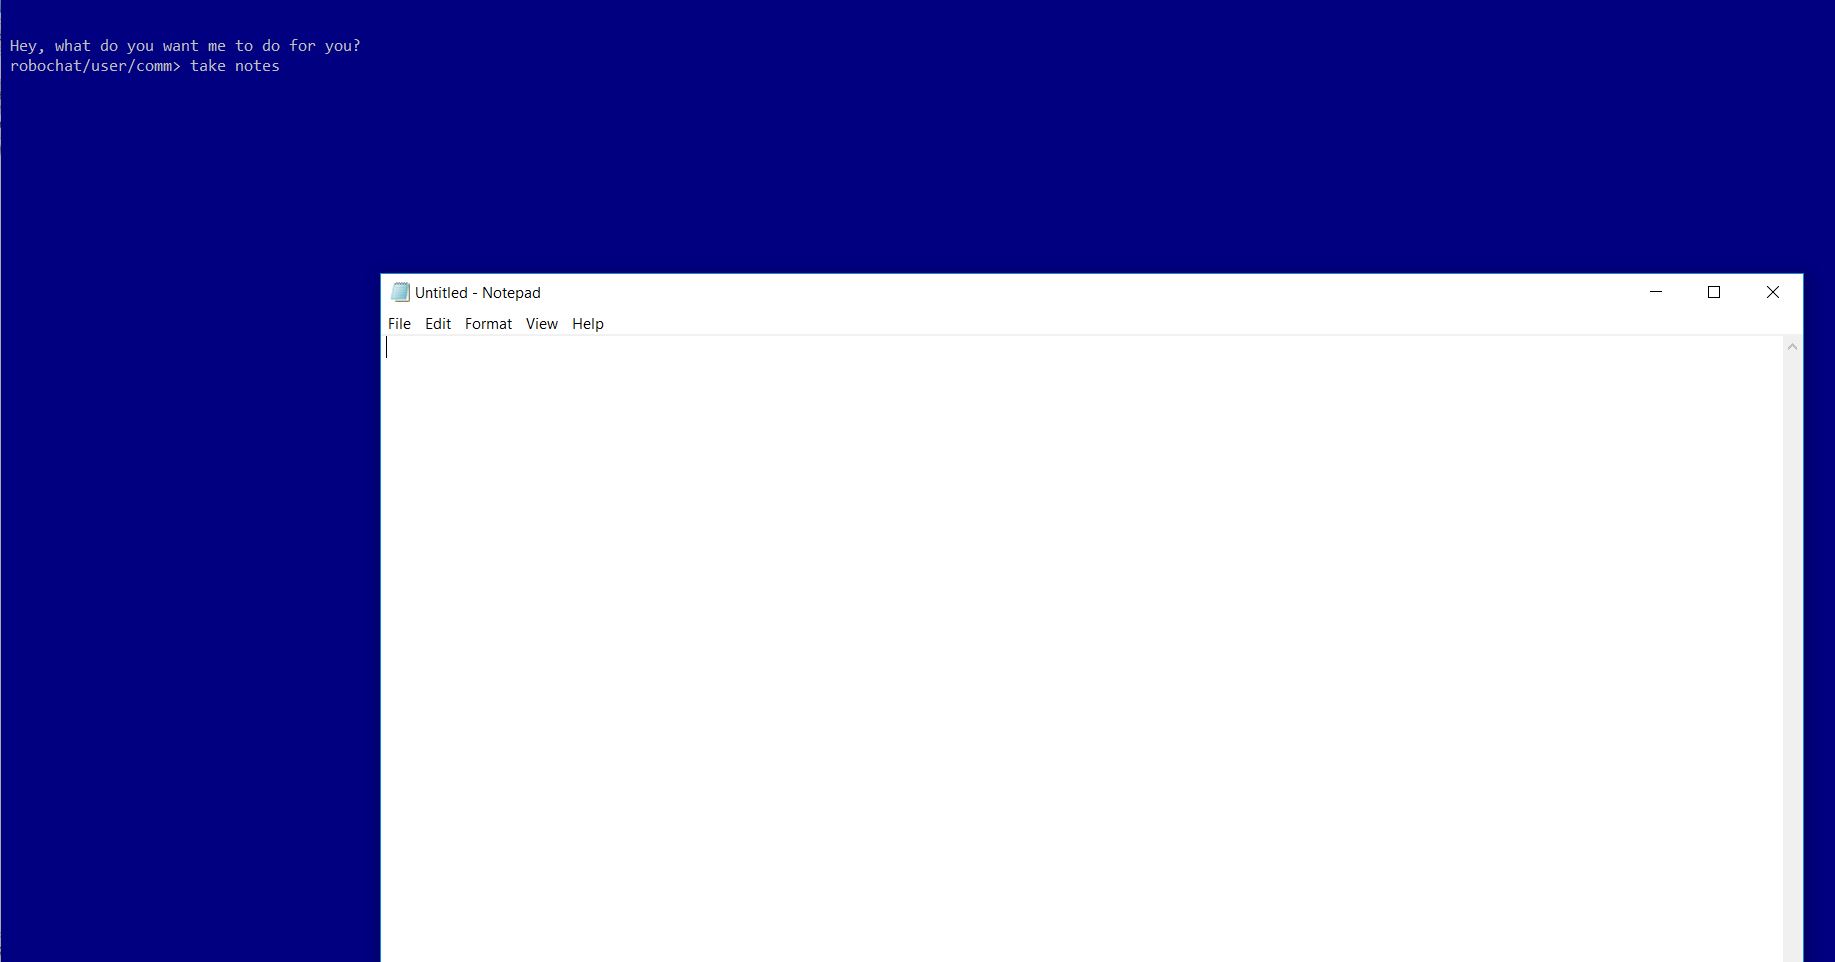 Hey, what do you want me to do for you?
robochat/user/comm> take notes
Untitled - Notepad
File Edit Format View Help